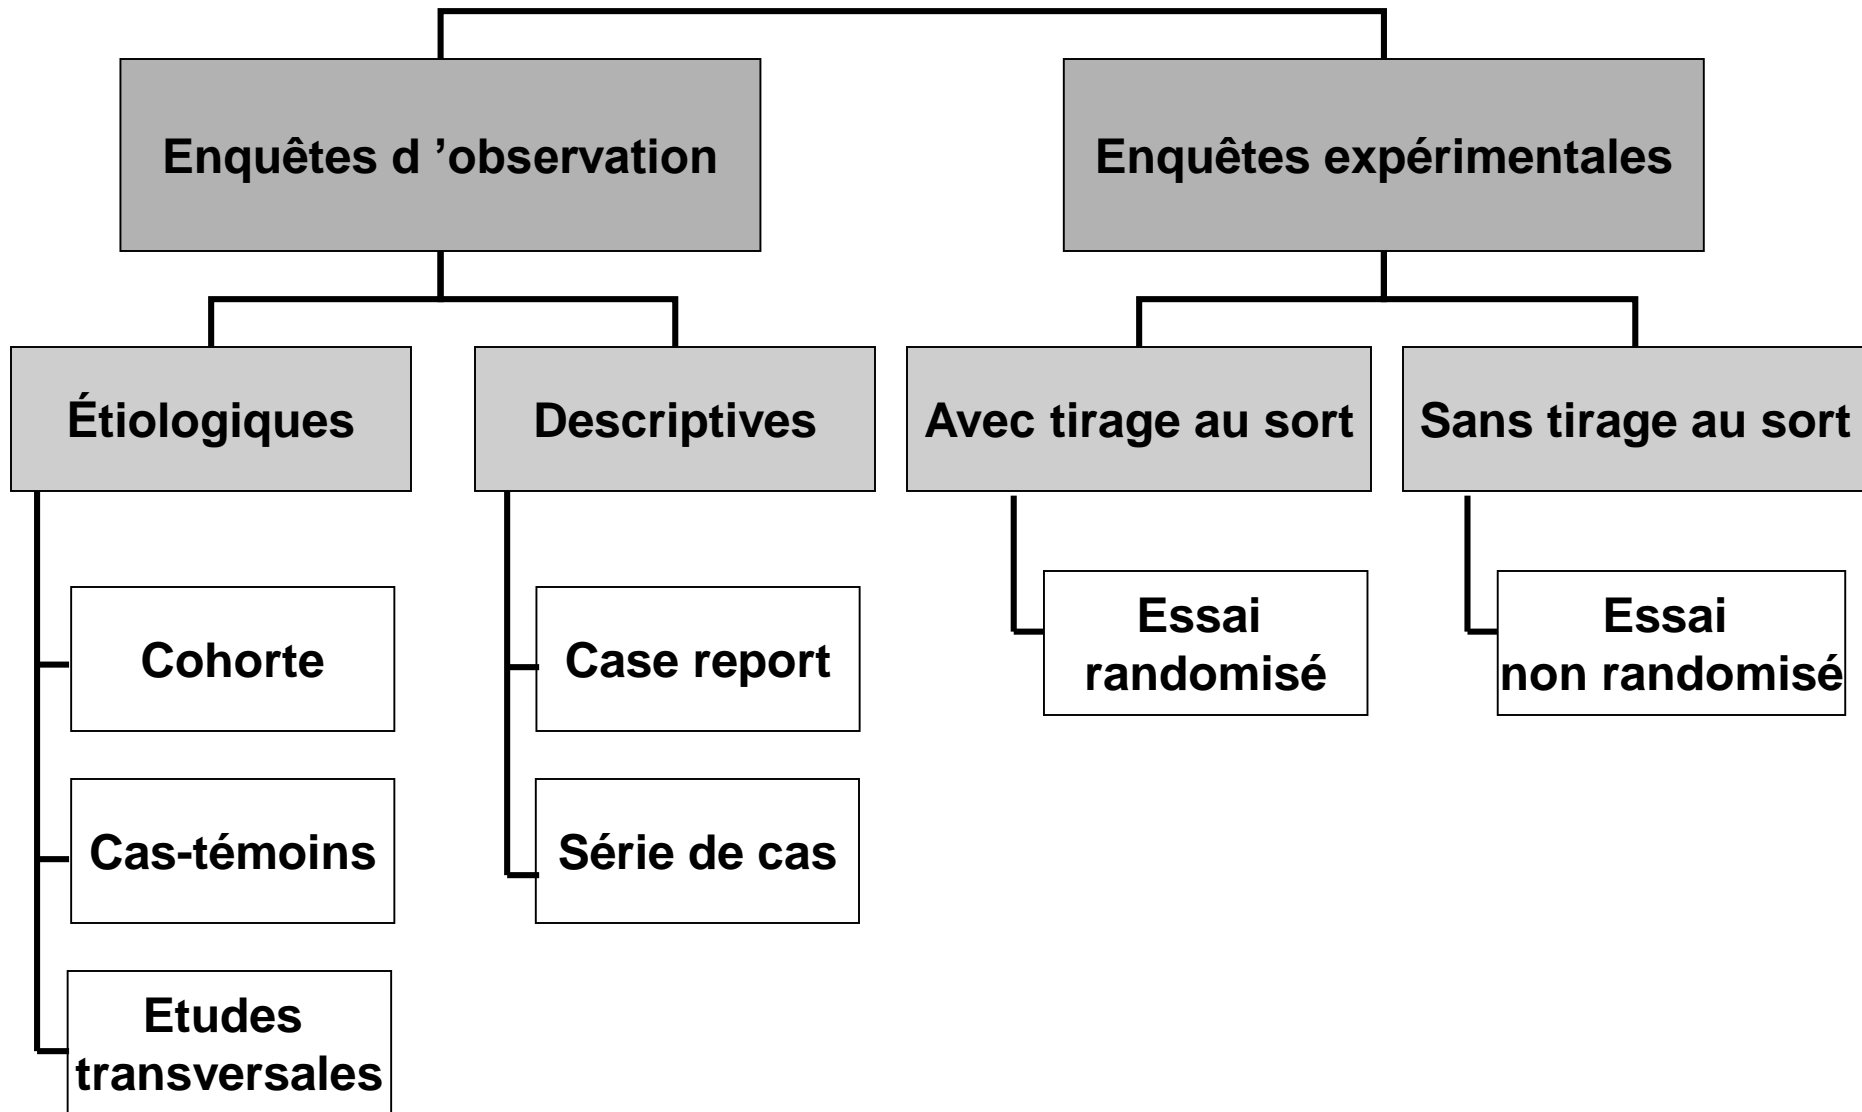 Enquêtes d ’observation
Enquêtes expérimentales
Étiologiques
Descriptives
Avec tirage au sort
Sans tirage au sort
Cohorte
Case report
Essai
randomisé
Essai
non randomisé
Cas-témoins
Série de cas
Etudes
transversales